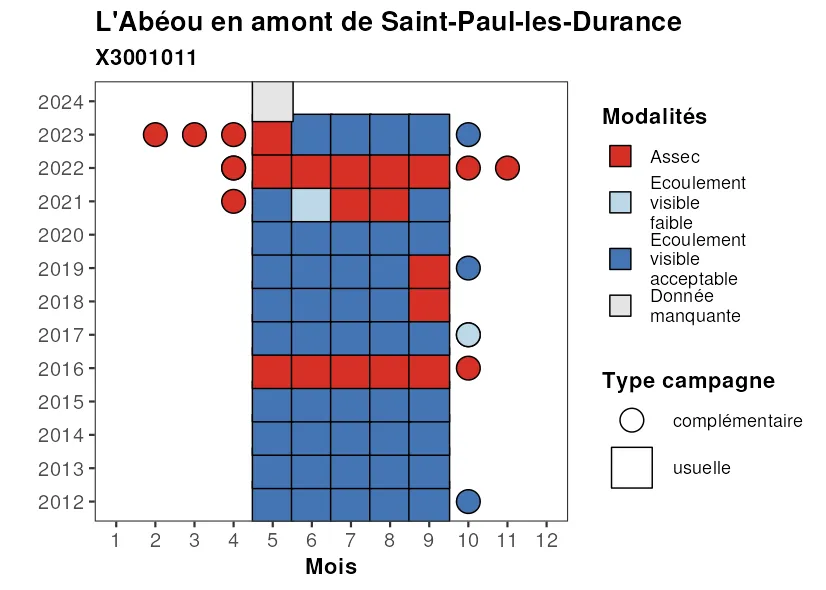 L'Abéou en amont de Saint-Paul-les-Durance
X3001011
2024
2023
2022
2021
2020
2019
2018
2017
2016
2015
2014
2013
2012
1 2 3 4 5 6 7 8 9 10 11 12
Mois
Modalités
Assec
Ecoulement
visible
faible
Ecoulement
visible
acceptable
Donnée
manquante
Type campagne
complémentaire
usuelle